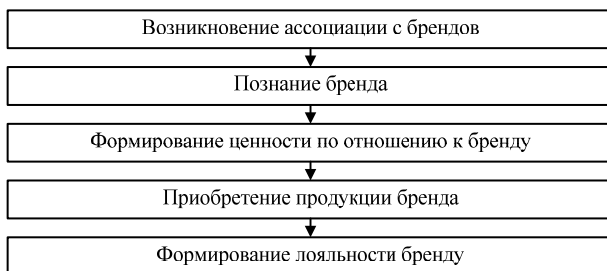 Возникновение ассоциации с брендов
Познание бренда
Формирование ценности по отношению к бренду
Приобретение продукции бренда
Формирование лояльности бренду